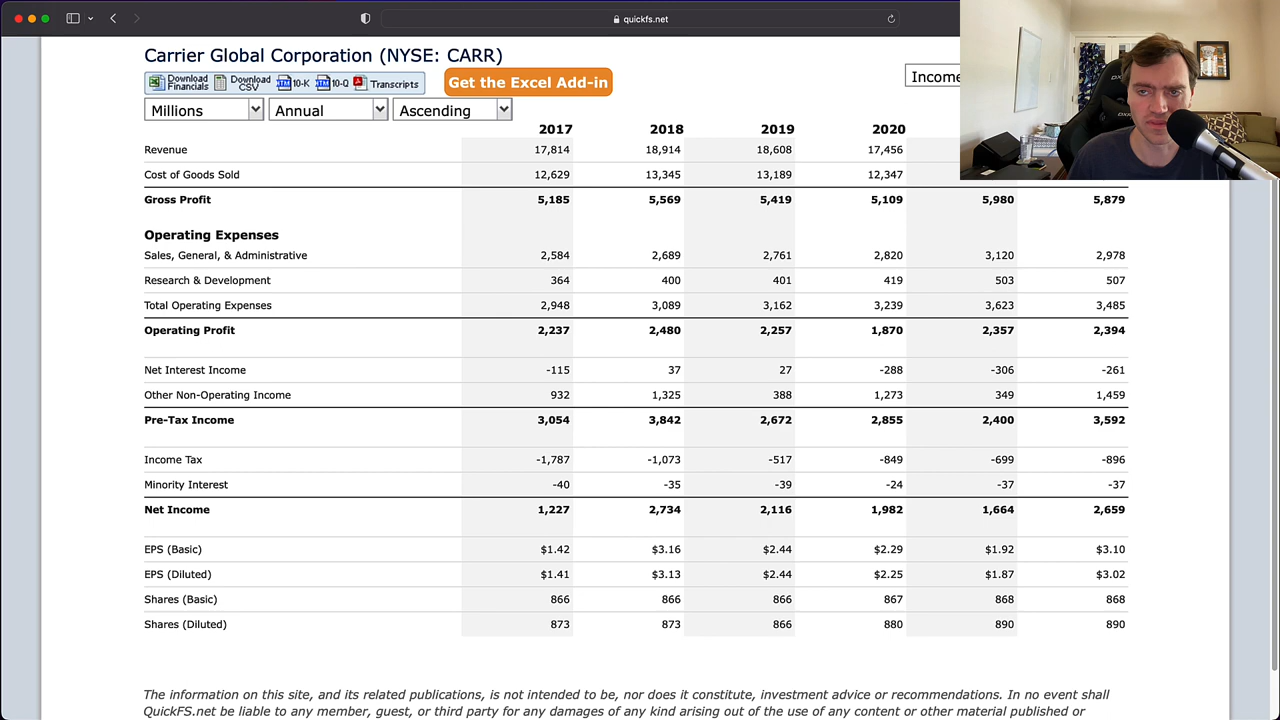 quickfs.net
Carrier Global Corporation (NYSE: CARR)
Download Financials Download CSV 10-K 10-Q Transcripts
Get the Excel Add-in
Income
Millions Annual Ascending
2017 2018 2019 2020
Revenue 17,814 18,914 18,608 17,456
Cost of Goods Sold 12,629 13,345 13,189 12,347
Gross Profit 5,185 5,569 5,419 5,109 5,980 5,879
Operating Expenses
Sales, General, & Administrative 2,584 2,689 2,761 2,820 3,120 2,978
Research & Development 364 400 401 419 503 507
Total Operating Expenses 2,948 3,089 3,162 3,239 3,623 3,485
Operating Profit 2,237 2,480 2,257 1,870 2,357 2,394
Net Interest Income -115 37 27 -288 -306 -261
Other Non-Operating Income 932 1,325 388 1,273 349 1,459
Pre-Tax Income 3,054 3,842 2,672 2,855 2,400 3,592
Income Tax -1,787 -1,073 -517 -849 -699 -896
Minority Interest -40 -35 -39 -24 -37 -37
Net Income 1,227 2,734 2,116 1,982 1,664 2,659
EPS (Basic) $1.42 $3.16 $2.44 $2.29 $1.92 $3.10
EPS (Diluted) $1.41 $3.13 $2.44 $2.25 $1.87 $3.02
Shares (Basic) 866 866 866 867 868 868
Shares (Diluted) 873 873 866 880 890 890
The information on this site, and its related publications, is not intended to be, nor does it constitute, investment advice or recommendations. In no event shall
QuickFS.net be liable to any member, guest, or third party for any damages of any kind arising out of the use of any content or other material published or